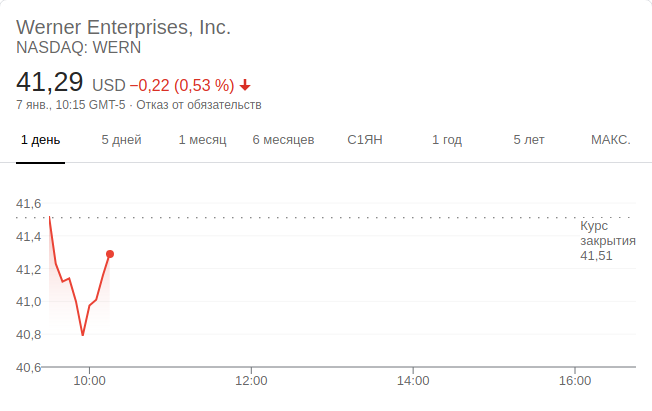 Werner Enterprises, Inc.
NASDAQ: WERN
41,29 USD −0,22 (0,53 %)
7 янв., 10:15 GMT-5 · Отказ от обязательств
1 день 5 дней 1 месяц 6 месяцев С1ЯН 1 год 5 лет МАКС.
41,6
41,4
41,2
41,0
40,8
40,6
Курс
закрытия
41,51
10:00 12:00 14:00 16:00